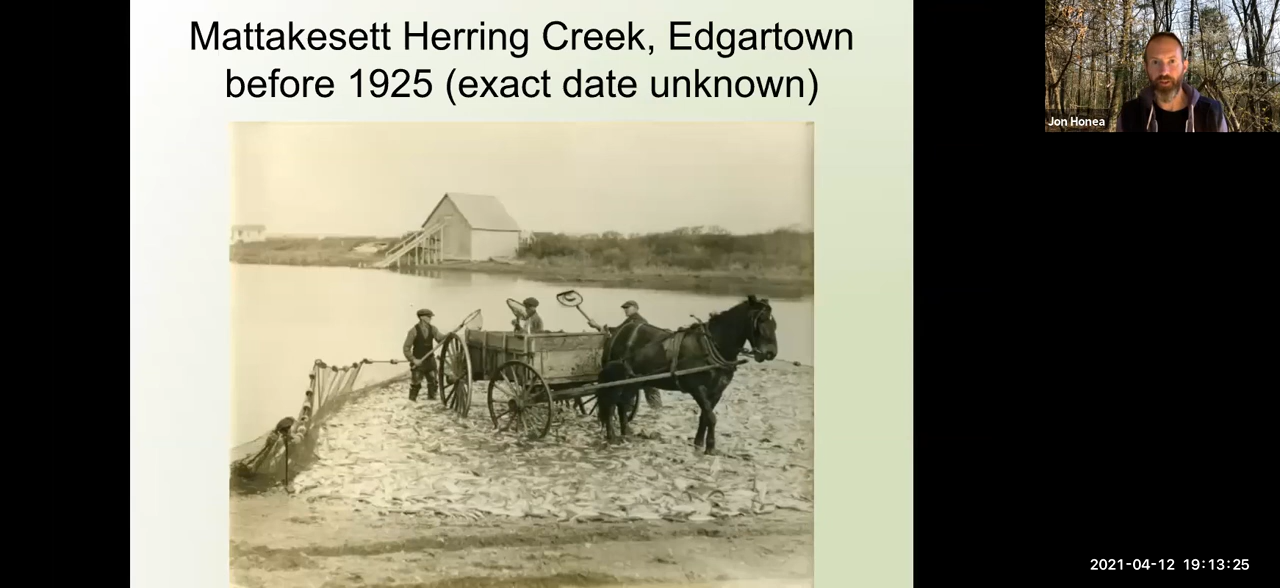 Mattakesett Herring Creek, Edgartown
before 1925 (exact date unknown)
Jon Honea
2021-04-12 19:13:25